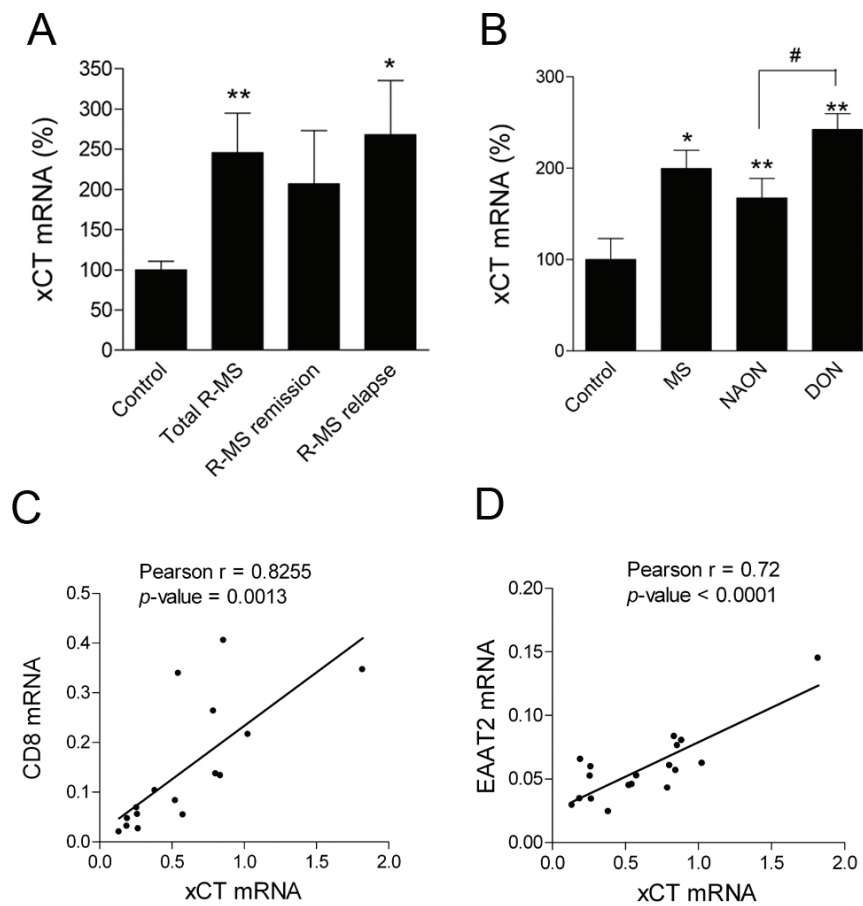 A
xCT mRNA (%)
350
300
250
200
150
100
50
0
**
*
Control
Total R-MS
R-MS remission
R-MS relapse
B
xCT mRNA (%)
300
200
100
0
*
**
#
**
Control
MS
NAON
DON
C
Pearson r = 0.8255
p-value = 0.0013
CD8 mRNA
0.5
0.4
0.3
0.2
0.1
0.0
0.0 0.5 1.0 1.5 2.0
xCT mRNA
D
Pearson r = 0.72
p-value < 0.0001
EAAT2 mRNA
0.20
0.15
0.10
0.05
0.00
0.0 0.5 1.0 1.5 2.0
xCT mRNA